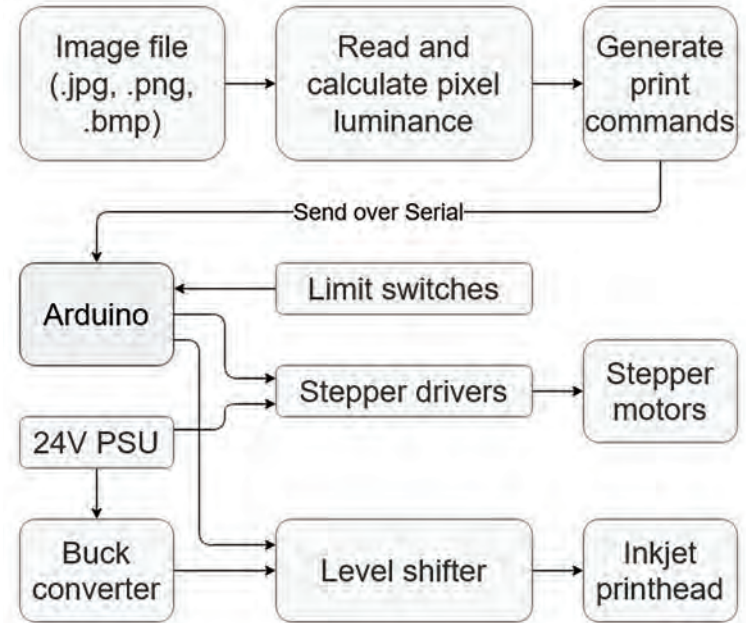 Image file
(.jpg, .png,
.bmp)
Read and
calculate pixel
luminance
Generate
print
commands
Send over Serial
Arduino
Limit switches
Stepper drivers
Stepper
motors
24V PSU
Buck
converter
Level shifter
Inkjet
printhead